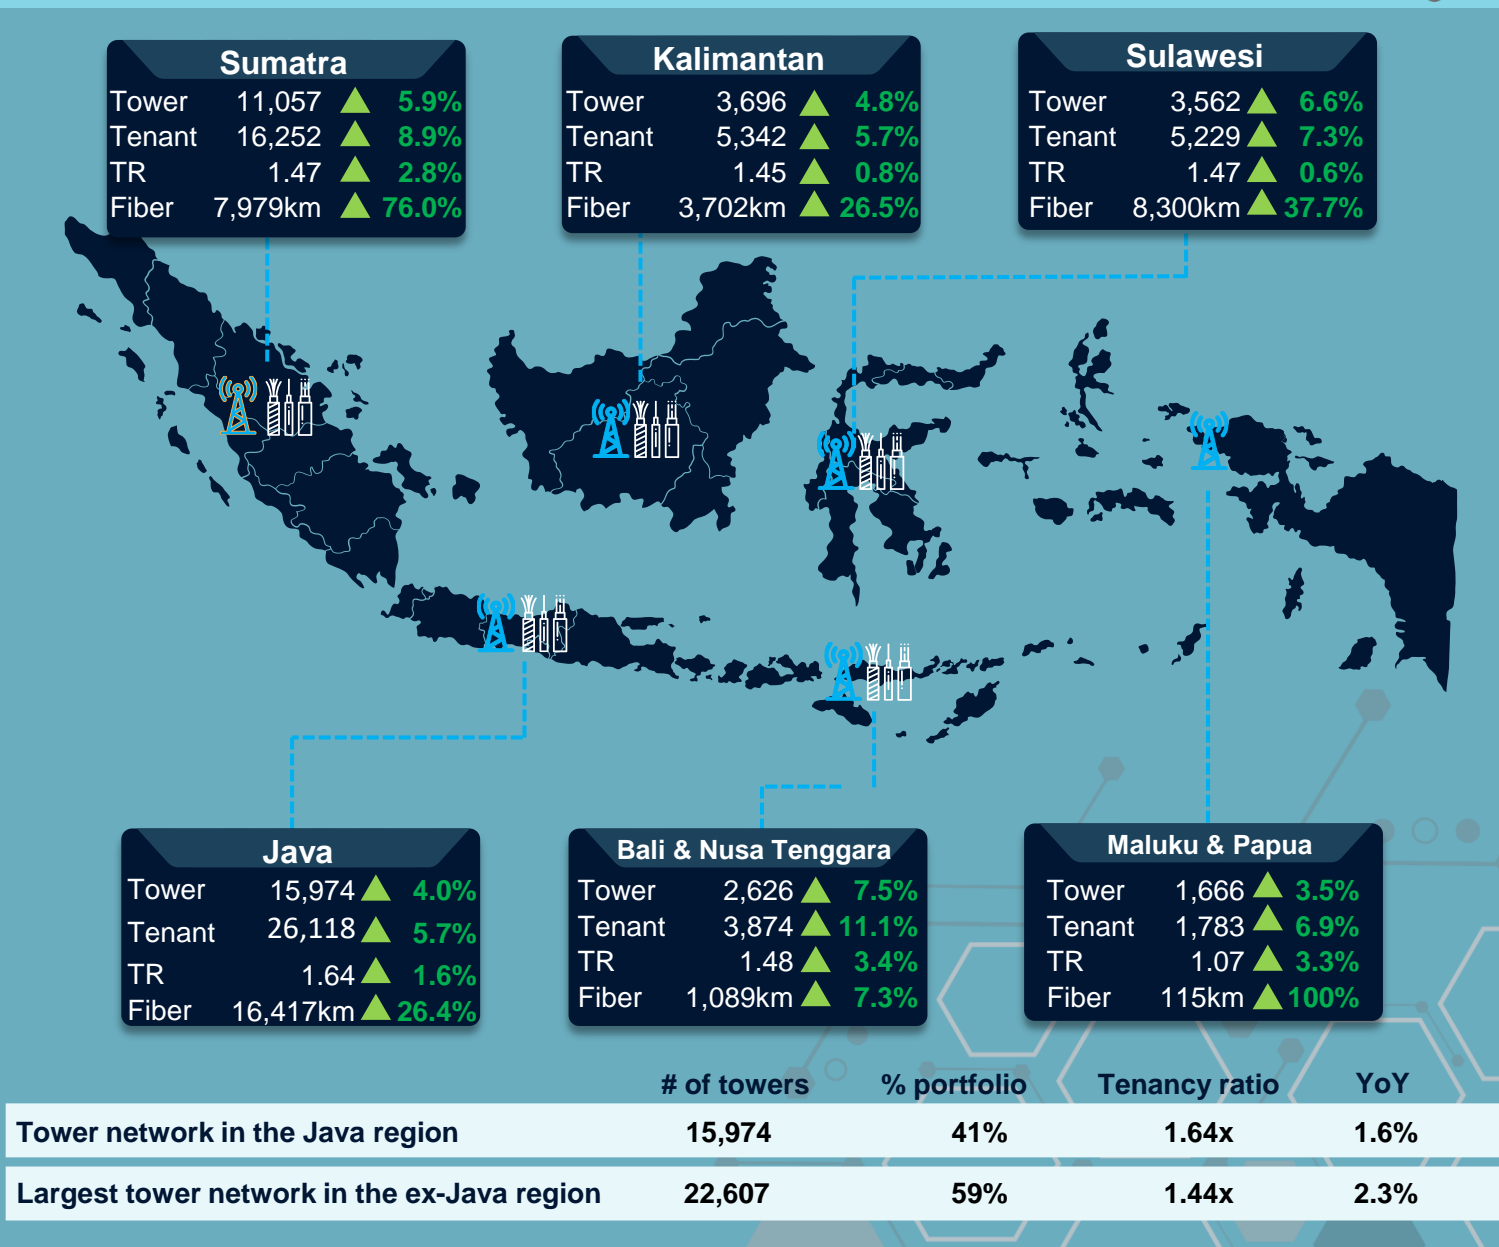 Sumatra
Tower 11,057 5.9%
Tenant 16,252 8.9%
TR 1.47 2.8%
Fiber 7,979km 76.0%
Kalimantan
Tower 3,696 4.8%
Tenant 5,342 5.7%
TR 1.45 0.8%
Fiber 3,702km 26.5%
Sulawesi
Tower 3,562 6.6%
Tenant 5,229 7.3%
TR 1.47 0.6%
Fiber 8,300km 37.7%
Java
Tower 15,974 4.0%
Tenant 26,118 5.7%
TR 1.64 1.6%
Fiber 16,417km 26.4%
Bali & Nusa Tenggara
Tower 2,626 7.5%
Tenant 3,874 11.1%
TR 1.48 3.4%
Fiber 1,089km 7.3%
Maluku & Papua
Tower 1,666 3.5%
Tenant 1,783 6.9%
TR 1.07 3.3%
Fiber 115km 100%
# of towers % portfolio Tenancy ratio YoY
Tower network in the Java region 15,974 41% 1.64x 1.6%
Largest tower network in the ex-Java region 22,607 59% 1.44x 2.3%